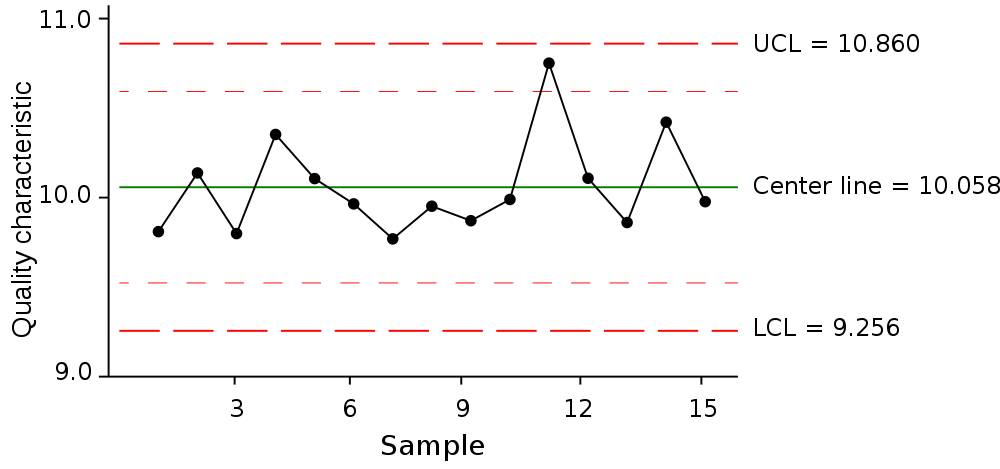 11.0
UCL = 10.860
Quality characteristic
10.0
Center line = 10.058
LCL = 9.256
9.0
3 6 9 12 15
Sample